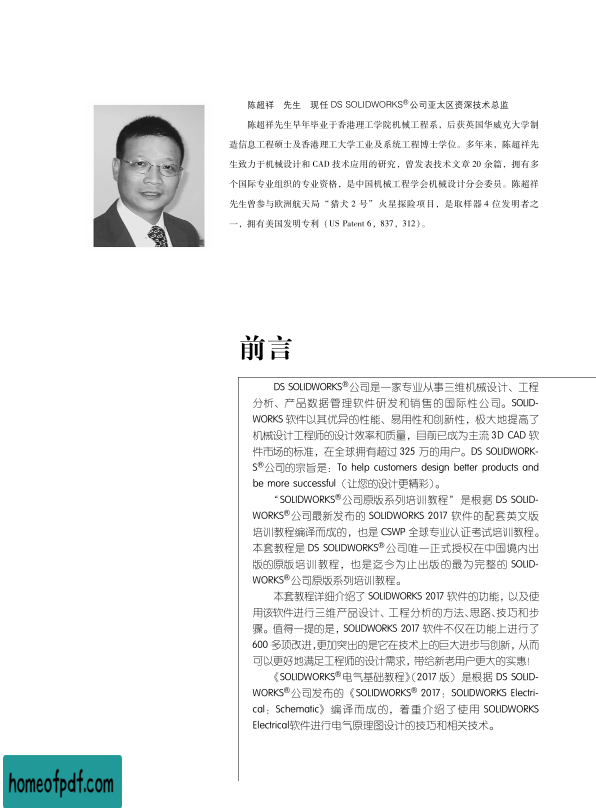 陈超祥　先生　现任 DS SOLIDWORKS®公司亚太区资深技术总监
陈超祥先生早年毕业于香港理工学院机械工程系，后获英国华威克大学制
造信息工程硕士及香港理工大学工业及系统工程博士学位。多年来，陈超祥先
生致力于机械设计和 CAD 技术应用的研究，曾发表技术文章 20 余篇，拥有多
个国际专业组织的专业资格，是中国机械工程学会机械设计分会委员。陈超祥
先生曾参与欧洲航天局“猎犬 2 号”火星探险项目，是取样器 4 位发明者之
一，拥有美国发明专利（US Patent 6，837，312）。
前言
DS SOLIDWORKS®公司是一家专业从事三维机械设计、工程
分析、产品数据管理软件研发和销售的国际性公司。SOLID-
WORKS 软件以其优异的性能、易用性和创新性，极大地提高了
机械设计工程师的设计效率和质量，目前已成为主流 3D CAD 软
件市场的标准，在全球拥有超过 325 万的用户。DS SOLIDWORK-
S®公司的宗旨是：To help customers design better products and
be more successful（让您的设计更精彩）。
“SOLIDWORKS®公司原版系列培训教程”是根据 DS SOLID-
WORKS®公司最新发布的 SOLIDWORKS 2017 软件的配套英文版
培训教程编译而成的，也是 CSWP 全球专业认证考试培训教程。
本套教程是 DS SOLIDWORKS®公司唯一正式授权在中国境内出
版的原版培训教程，也是迄今为止出版的最为完整的 SOLID-
WORKS®公司原版系列培训教程。
本套教程详细介绍了 SOLIDWORKS 2017 软件的功能，以及使
用该软件进行三维产品设计、工程分析的方法、思路、技巧和步
骤。值得一提的是，SOLIDWORKS 2017 软件不仅在功能上进行了
600 多项改进，更加突出的是它在技术上的巨大进步与创新，从而
可以更好地满足工程师的设计需求，带给新老用户更大的实惠！
《SOLIDWORKS®电气基础教程》（2017 版）是根据 DS SOLID-
WORKS®公司发布的《SOLIDWORKS® 2017：SOLIDWORKS Electri-
cal：Schematic》编译而成的，着重介绍了使用 SOLIDWORKS
Electrical软件进行电气原理图设计的技巧和相关技术。
homeofpdf.com